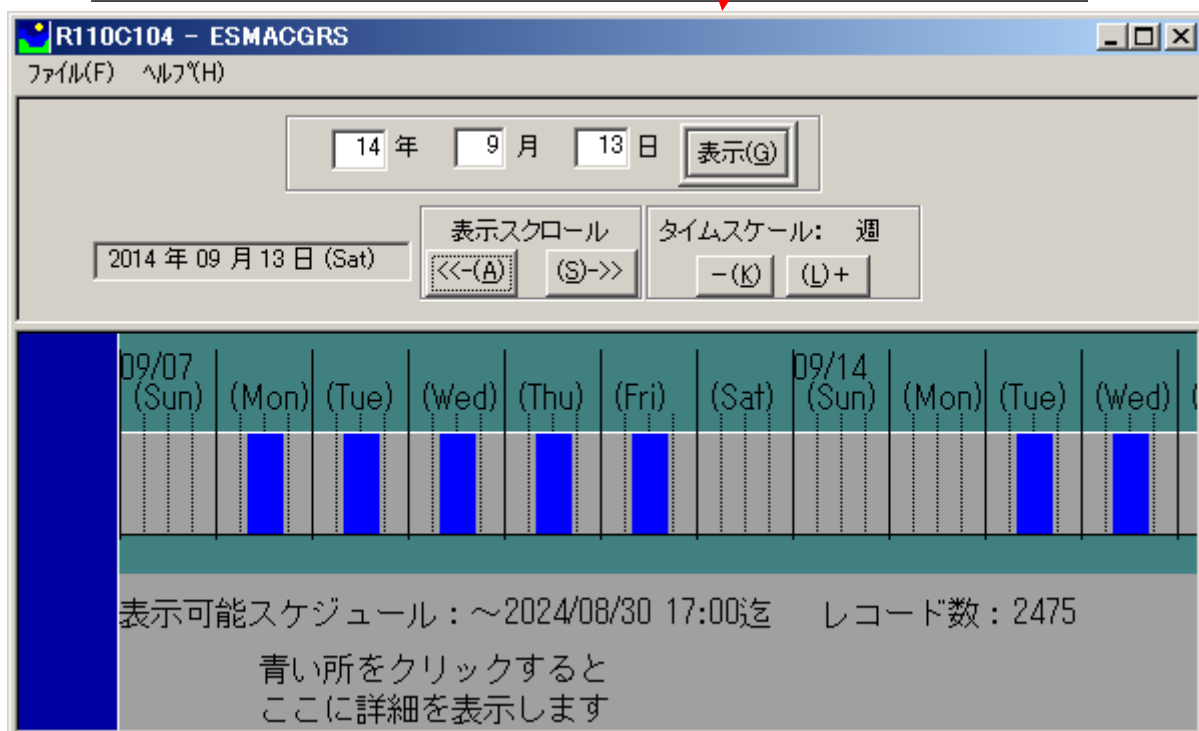 R110C104 - ESMACGRS
ﾌｧｲﾙ(F) ﾍﾙﾌﾟ(H)
14 年 9 月 13 日 表示(G)
表示スクロール タイムスケール: 週
2014 年 09 月 13 日 (Sat) <<-(A) (S)->> -(K) (L)+
09/07 09/14
(Sun) (Mon) (Tue) (Wed) (Thu) (Fri) (Sat) (Sun) (Mon) (Tue) (Wed) (
表示可能スケジュール：～2024/08/30 17:00迄 レコード数：2475
青い所をクリックすると
ここに詳細を表示します